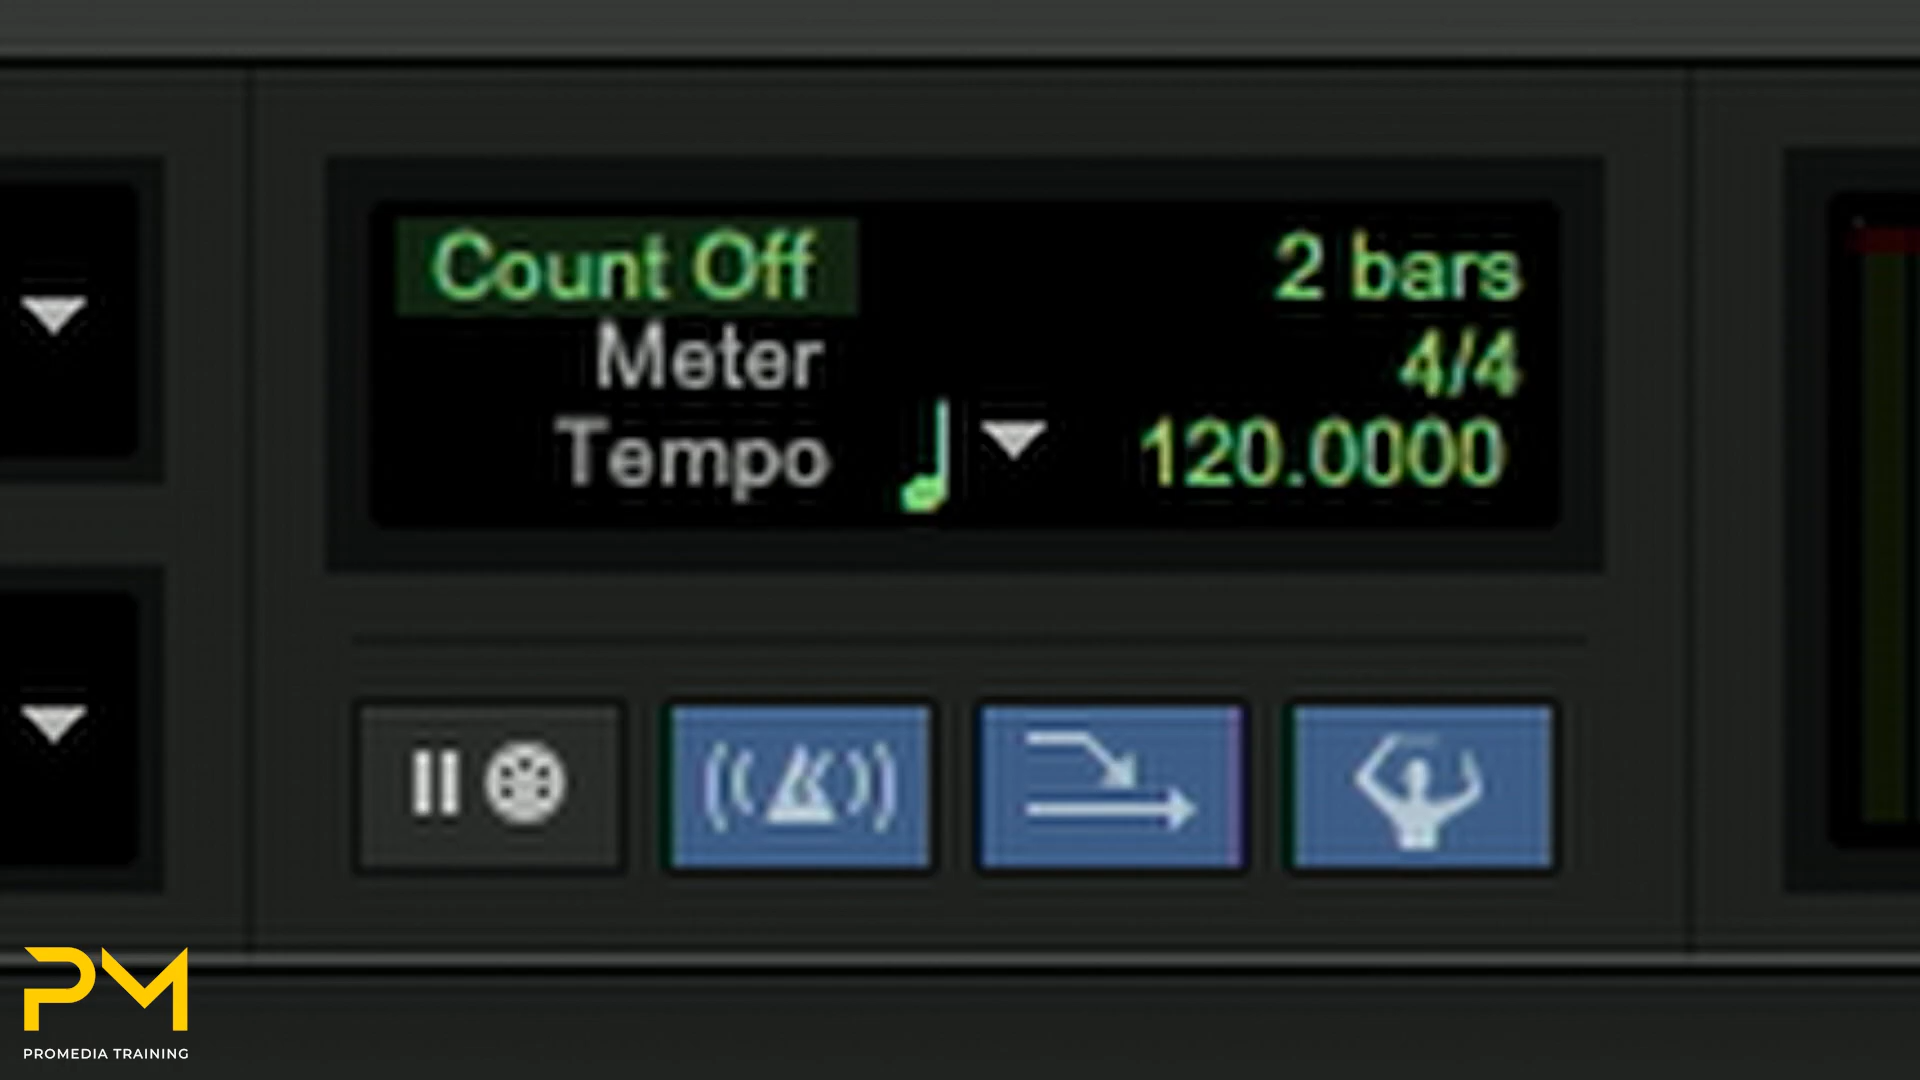 Count Off 2 bars
Meter 4/4
Tempo 120.0000
PM
PROMEDIA TRAINING